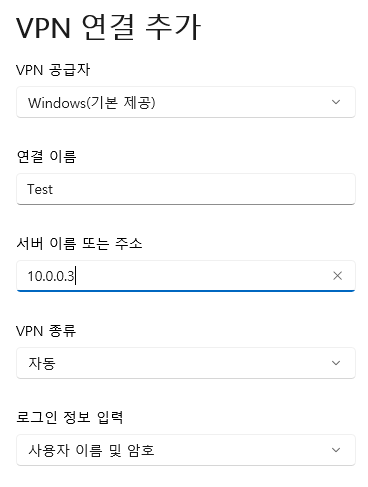 VPN 연결 추가
VPN 공급자
Windows(기본 제공)
연결 이름
Test
서버 이름 또는 주소
10.0.0.3
VPN 종류
자동
로그인 정보 입력
사용자 이름 및 암호